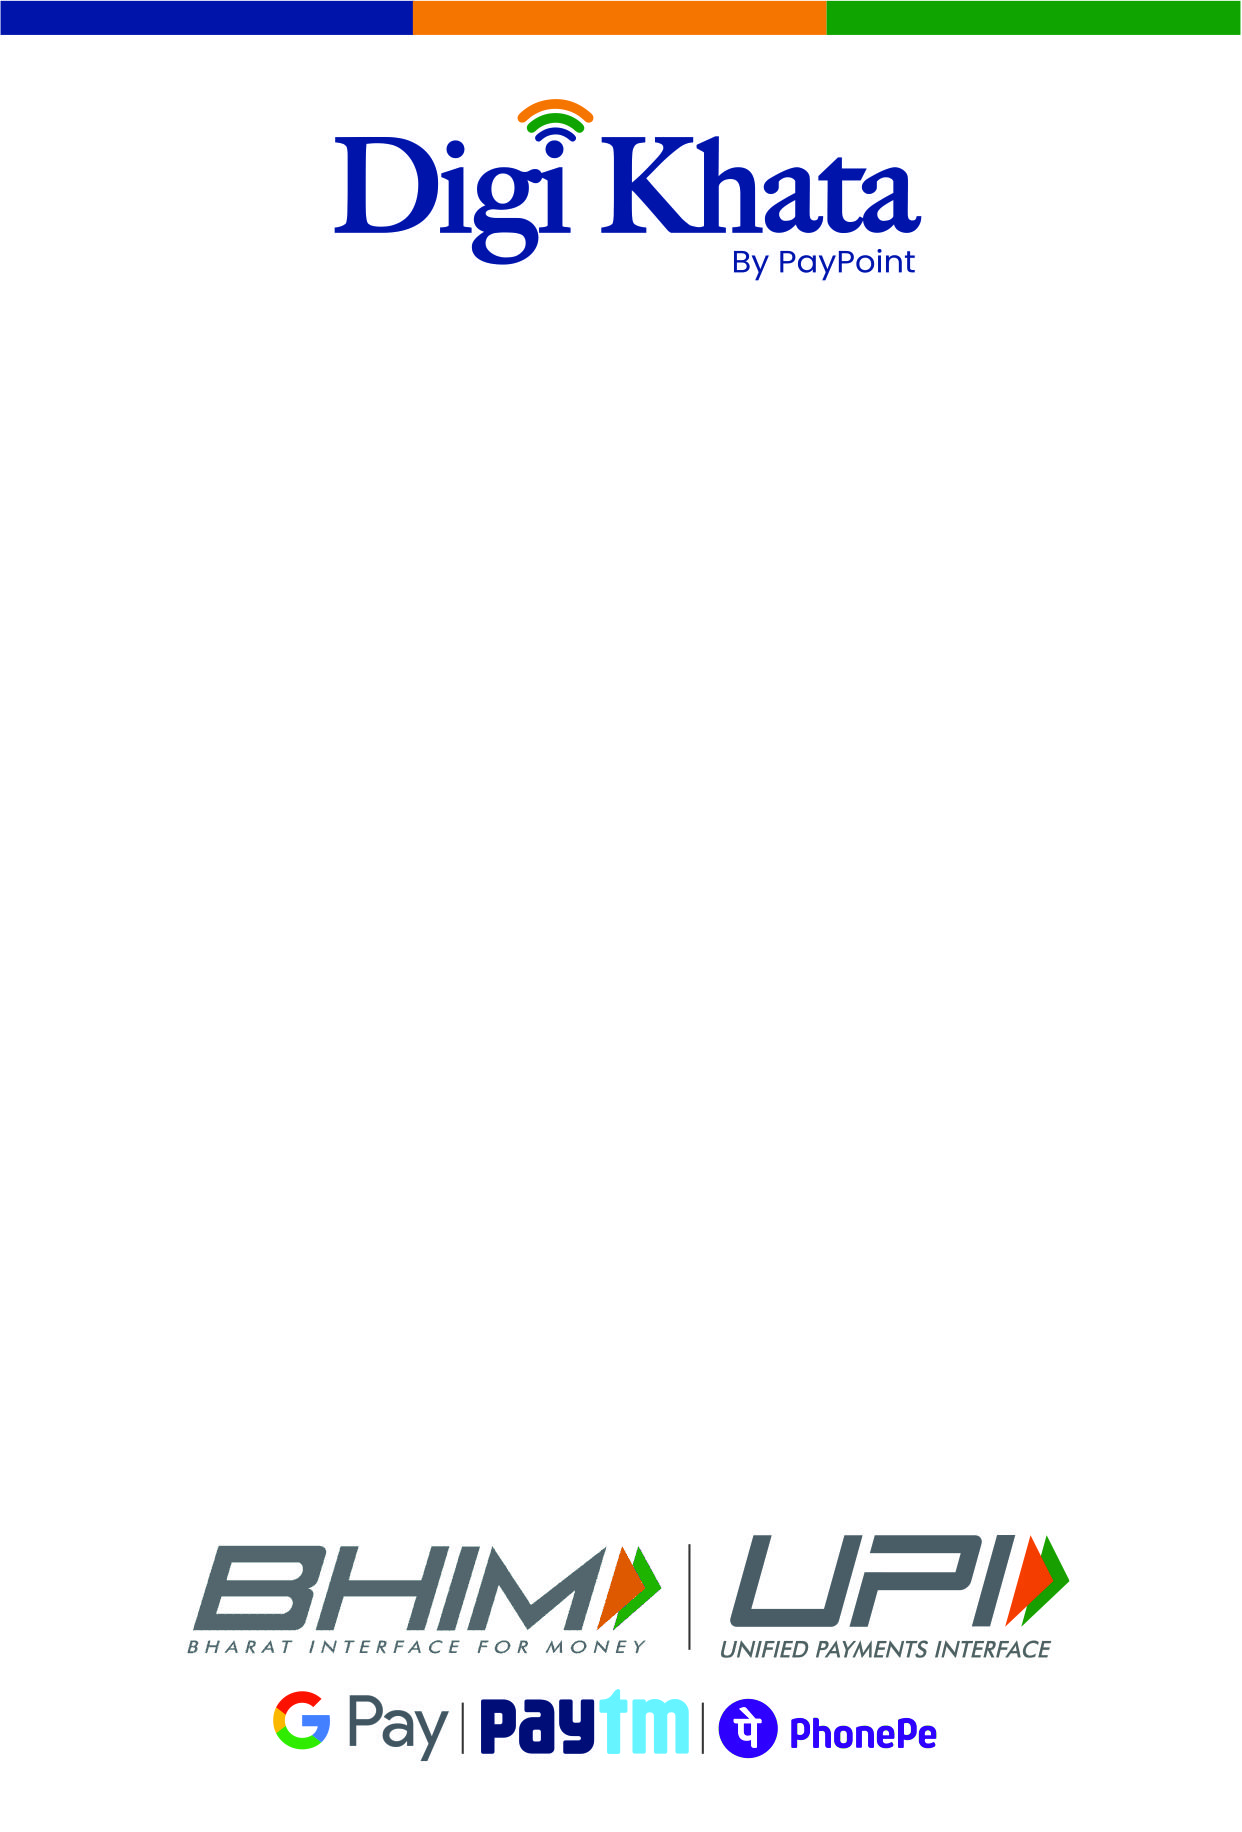 Digi Khata
By PayPoint
BHIM UPI
BHARAT INTERFACE FOR MONEY UNIFIED PAYMENTS INTERFACE
G Pay paytm पे PhonePe